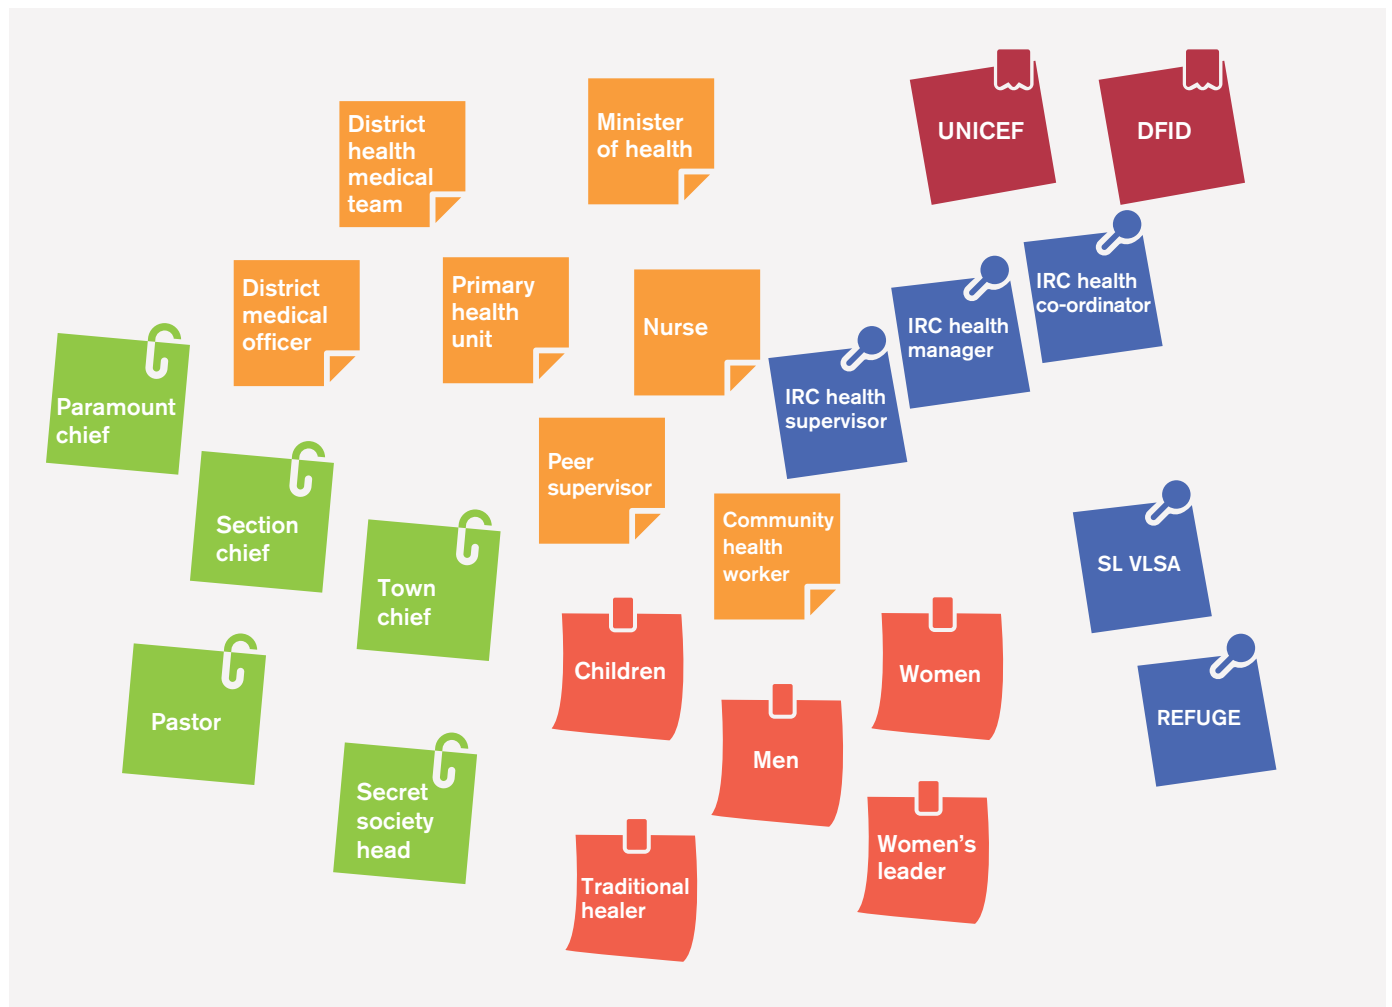 District
health
medical
team
Minister
of health
UNICEF
DFID
District
medical
officer
Primary
health
unit
Nurse
IRC health
supervisor
IRC health
manager
IRC health
co-ordinator
Paramount
chief
Section
chief
Town
chief
Peer
supervisor
Community
health
worker
SL VLSA
REFUGE
Pastor
Secret
society
head
Children
Women
Men
Women’s
leader
Traditional
healer